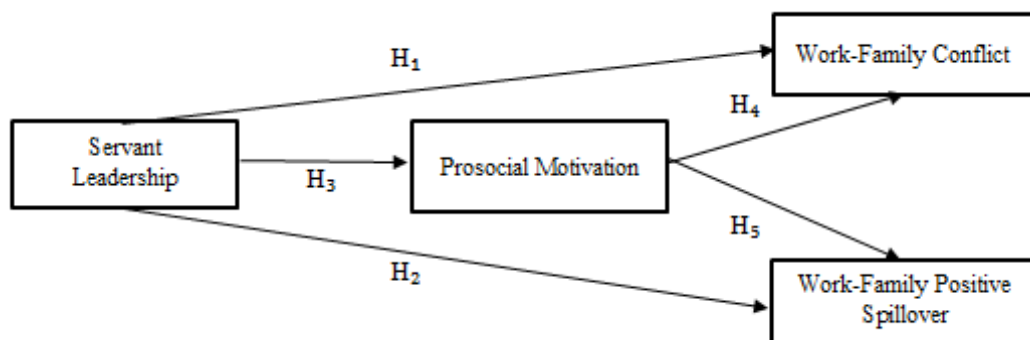 H₁
Work-Family Conflict
H₄
Servant
Leadership
H₃
Prosocial Motivation
H₅
H₂
Work-Family Positive
Spillover